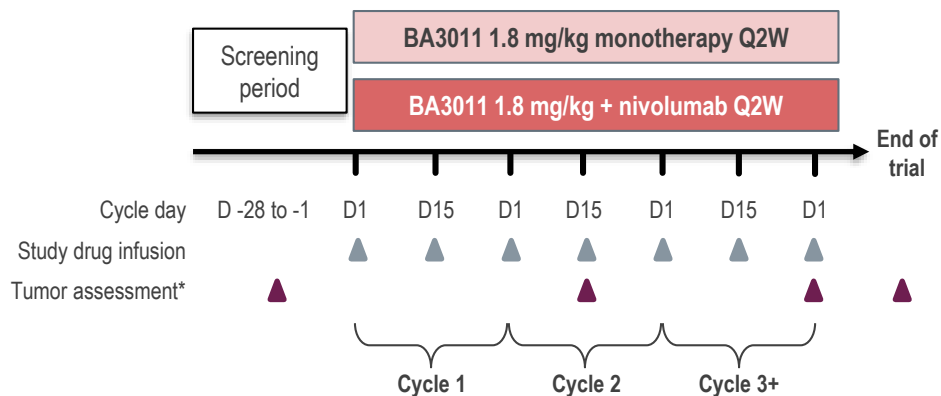 Screening
period
BA3011 1.8 mg/kg monotherapy Q2W
BA3011 1.8 mg/kg + nivolumab Q2W
End of
trial
Cycle day D -28 to -1 D1 D15 D1 D15 D1 D15 D1
Study drug infusion
Tumor assessment*
Cycle 1 Cycle 2 Cycle 3+